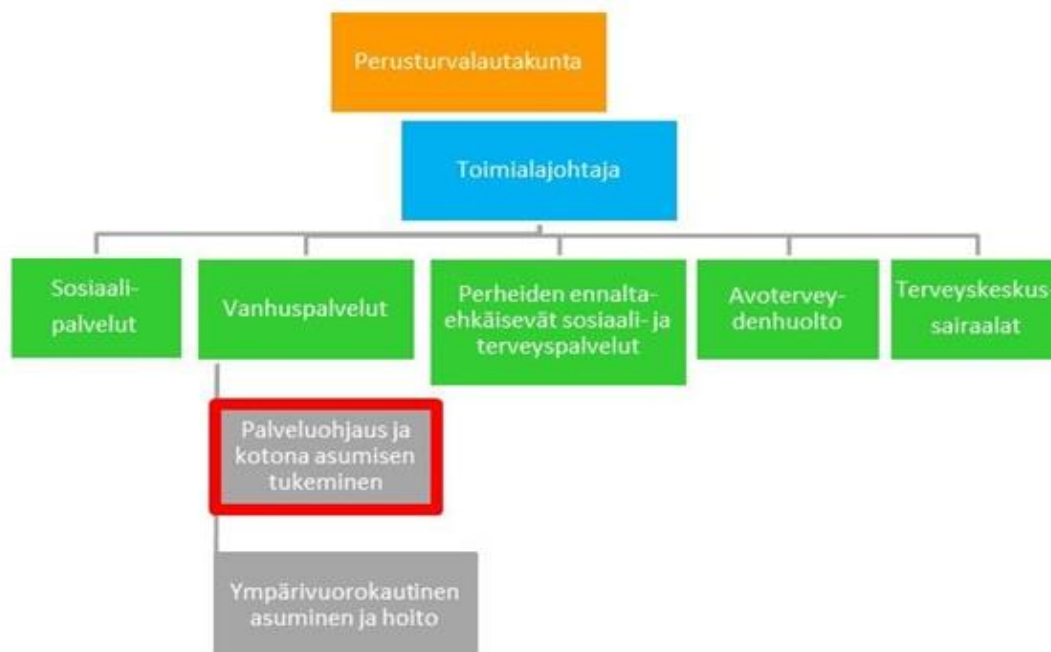 Perusturvalautakunta
Toimialajohtaja
Sosiaali-
palvelut
Vanhuspalvelut
Perheiden ennalta-
ehkäisevät sosiaali- ja
terveyspalvelut
Avotervey-
denhuolto
Terveyskeskus-
sairaalat
Palveluohjaus ja
kotona asumisen
tukeminen
Ympärivuorokautinen
asuminen ja hoito